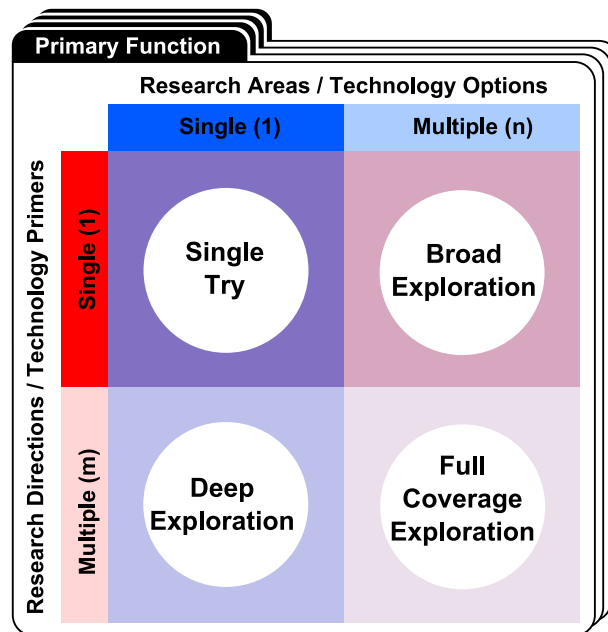 Primary Function
Research Areas / Technology Options
Single (1)
Multiple (n)
Research Directions / Technology Primers
Single (1)
Multiple (m)
Single
Try
Broad
Exploration
Deep
Exploration
Full
Coverage
Exploration